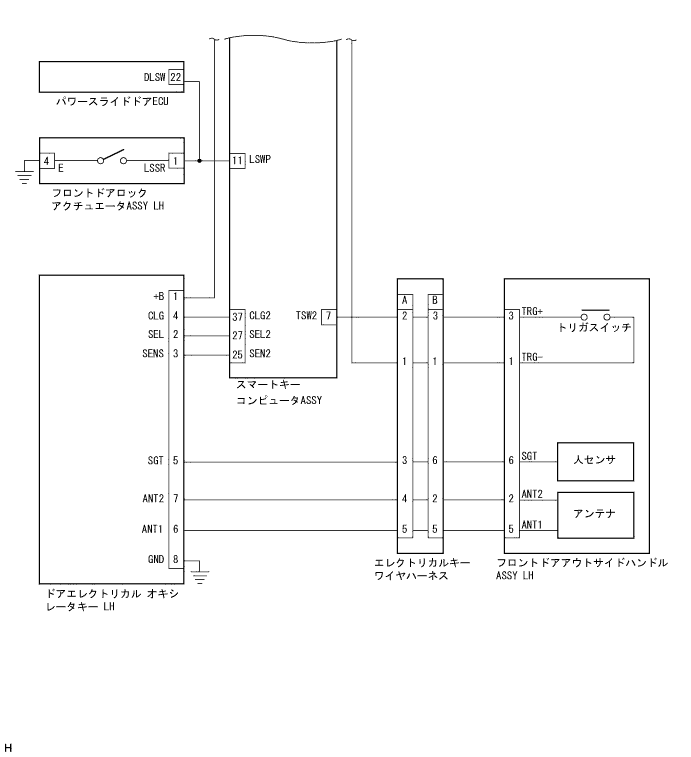 DLSW 22
パワースライドドアECU
4 E LSSR 1
11 LSWP
フロントドアロック
アクチュエータASSY LH
+B 1
CLG 4
SEL 2
SENS 3
SGT 5
ANT2 7
ANT1 6
GND 8
ドアエレクトリカル オキシ
レータキー LH
37 CLG2
27 SEL2
25 SEN2
TSW2 7
スマートキー
コンピュータASSY
A B
2 3
1 1
3 6
4 2
5 5
エレクトリカルキー
ワイヤハーネス
3 TRG+
トリガスイッチ
1 TRG-
6 SGT
人センサ
2 ANT2
アンテナ
5 ANT1
フロントドアアウトサイドハンドル
ASSY LH
H